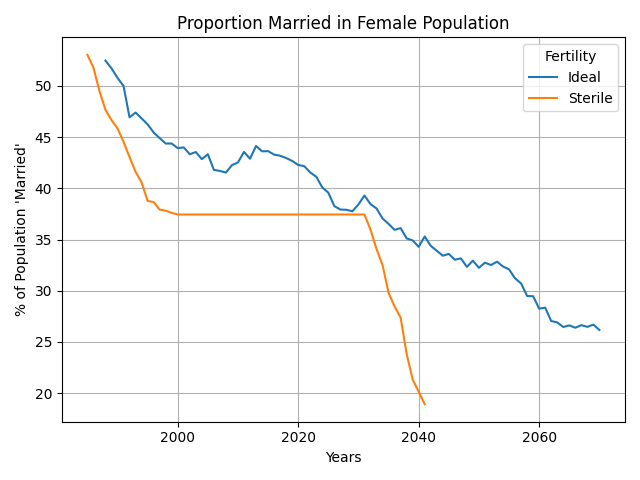 Proportion Married in Female Population
Fertility
Ideal
Sterile
% of Population 'Married'
50
45
40
35
30
25
20
2000
2020
2040
2060
Years